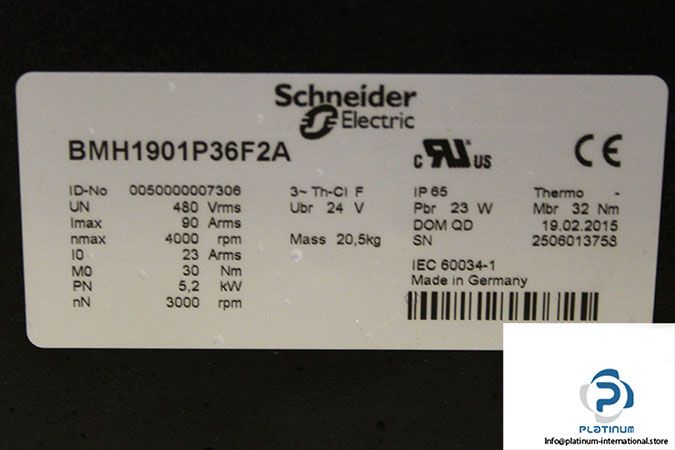 Schneider
Electric
BMH1901P36F2A
c RU US
CE
ID-No 0050000007306 3~ Th-Cl F IP 65 Thermo -
UN 480 Vrms Ubr 24 V Pbr 23 W Mbr 32 Nm
Imax 90 Arms DOM QD 19.02.2015
nmax 4000 rpm Mass 20,5kg SN 2506013758
I0 23 Arms
M0 30 Nm IEC 60034-1
PN 5,2 kW Made in Germany
nN 3000 rpm
PLATINUM
Info@platinum-international.store